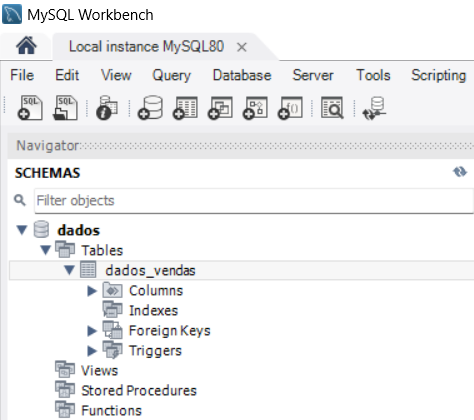 MySQL Workbench
Local instance MySQL80 ×
File Edit View Query Database Server Tools Scripting
SQL SQL
Navigator
SCHEMAS
Filter objects
dados
Tables
dados_vendas
Columns
Indexes
Foreign Keys
Triggers
Views
Stored Procedures
Functions